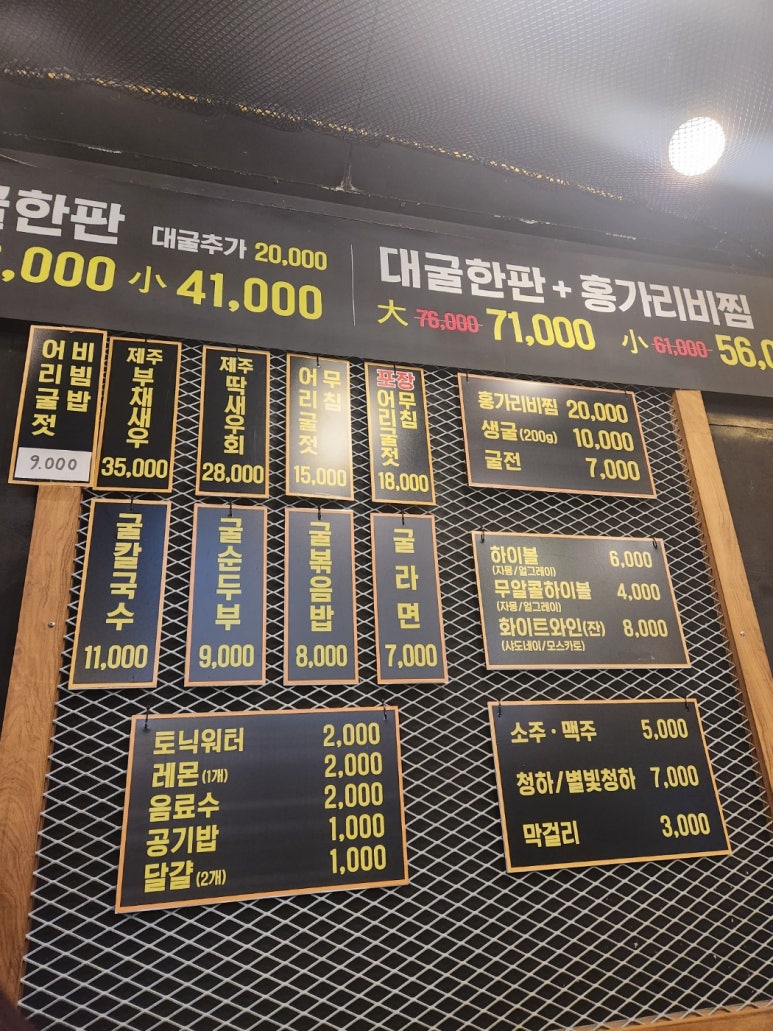 굴한판 대굴추가 20,000
,000 小 41,000
대굴한판 + 홍가리비찜
大 76,000 71,000 小 61,000 56,0
어리굴젓 비빔밥
9.000
제주 부채새우
35,000
제주 딱새우회
28,000
어리굴젓 무침
15,000
포장
어리굴젓 무침
18,000
홍가리비찜 20,000
생굴 (200g) 10,000
굴전 7,000
굴칼국수
11,000
굴순두부
9,000
굴볶음밥
8,000
굴라면
7,000
하이볼 6,000
(자몽/얼그레이)
무알콜하이볼 4,000
(자몽/얼그레이)
화이트와인(잔) 8,000
(샤도네이/모스카토)
토닉워터 2,000
레몬 (1개) 2,000
음료수 2,000
공기밥 1,000
달걀 (2개) 1,000
소주·맥주 5,000
청하/별빛청하 7,000
막걸리 3,000